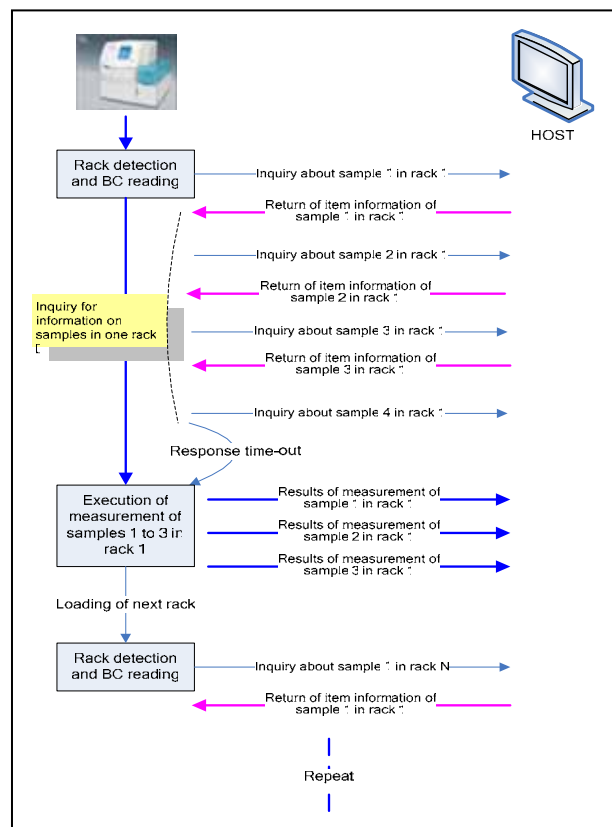 HOST
Rack detection
and BC reading
Inquiry about sample 1 in rack 1
Return of item information of
sample 1 in rack 1
Inquiry about sample 2 in rack 1
Return of item information of
sample 2 in rack 1
Inquiry for
information on
samples in one rack
Inquiry about sample 3 in rack 1
Return of item information of
sample 3 in rack 1
Inquiry about sample 4 in rack 1
Response time-out
Execution of
measurement of
samples 1 to 3 in
rack 1
Results of measurement of
sample 1 in rack 1
Results of measurement of
sample 2 in rack 1
Results of measurement of
sample 3 in rack 1
Loading of next rack
Rack detection
and BC reading
Inquiry about sample 1 in rack N
Return of item information of
sample 1 in rack 1
Repeat